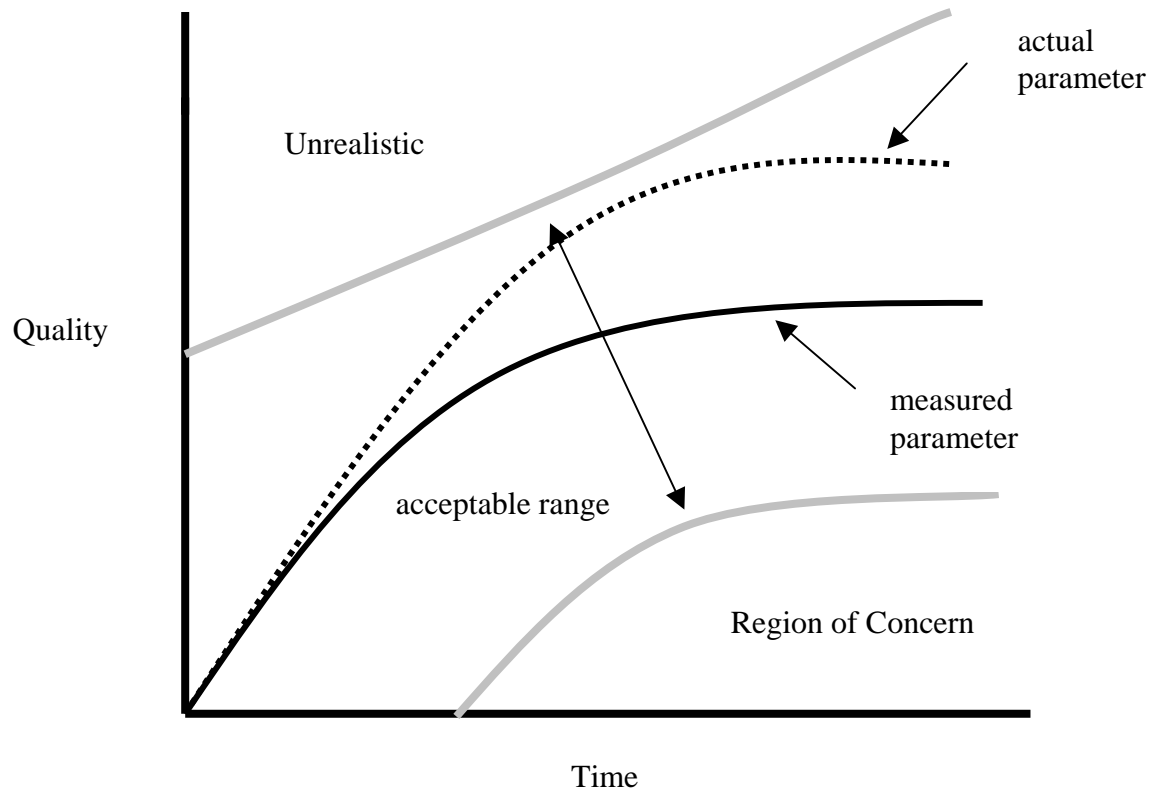 actual
parameter
Unrealistic
Quality
measured
parameter
acceptable range
Region of Concern
Time